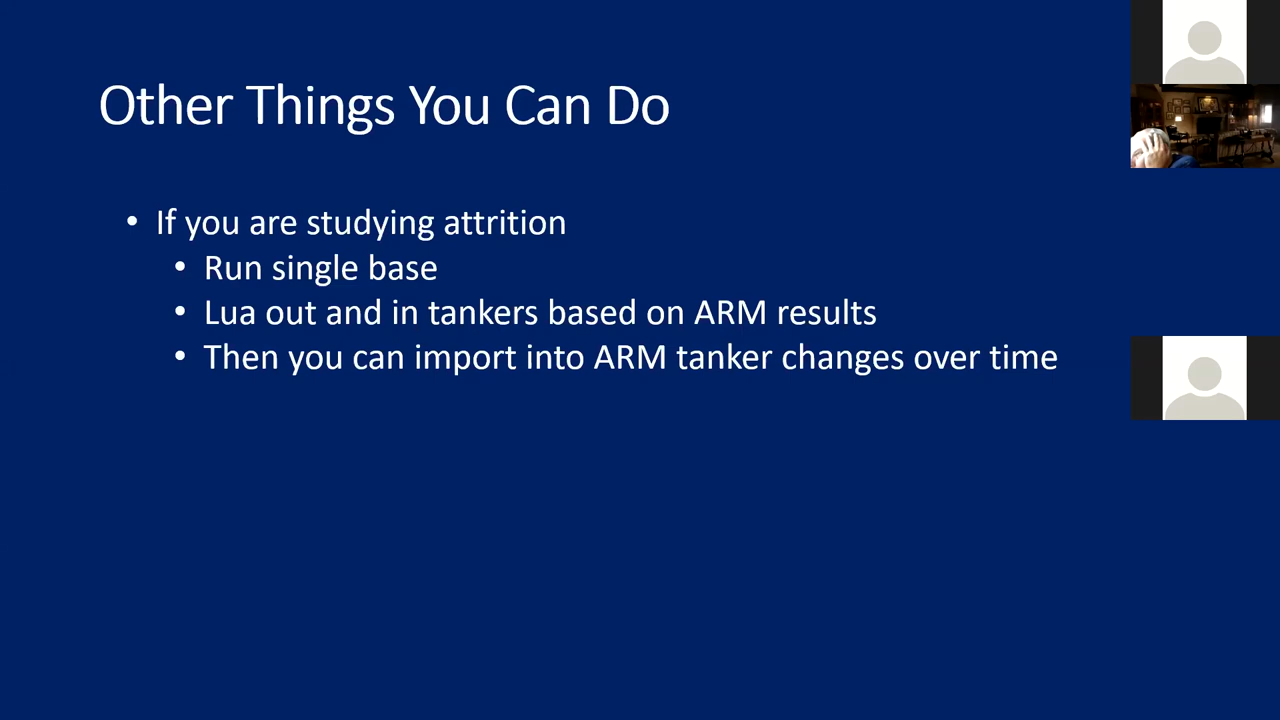 Other Things You Can Do
• If you are studying attrition
• Run single base
• Lua out and in tankers based on ARM results
• Then you can import into ARM tanker changes over time